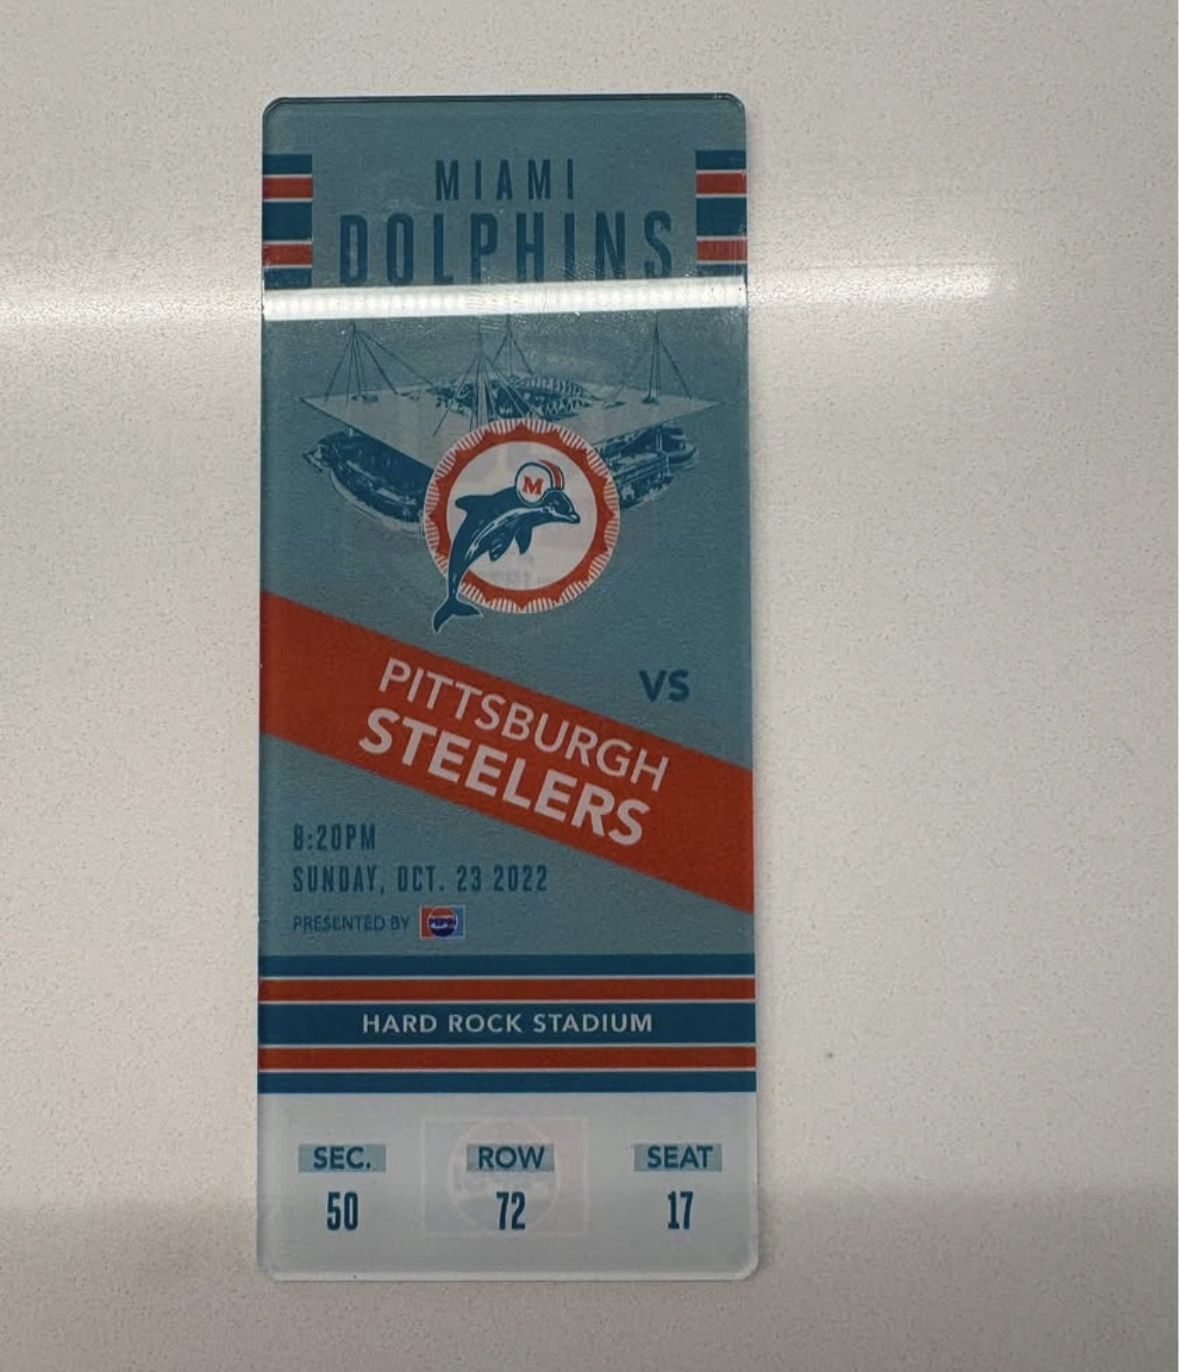 MIAMI
DOLPHINS
M
VS
PITTSBURGH
STEELERS
8:20PM
SUNDAY, OCT. 23 2022
PRESENTED BY PEPSI
HARD ROCK STADIUM
SEC. ROW SEAT
50 72 17